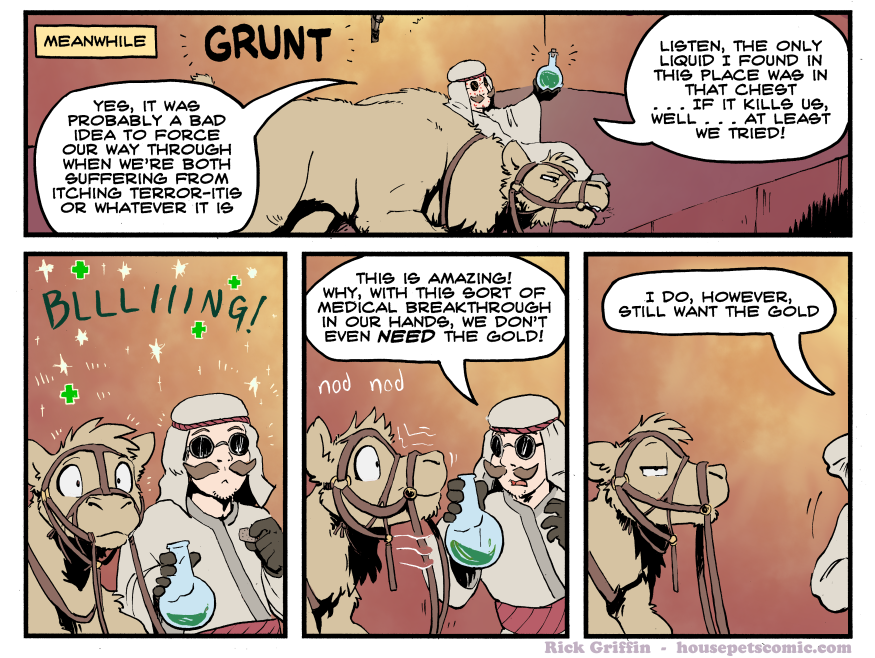 MEANWHILE
GRUNT
YES, IT WAS
PROBABLY A BAD
IDEA TO FORCE
OUR WAY THROUGH
WHEN WE'RE BOTH
SUFFERING FROM
ITCHING TERROR-ITIS
OR WHATEVER IT IS
LISTEN, THE ONLY
LIQUID I FOUND IN
THIS PLACE WAS IN
THAT CHEST
. . . IF IT KILLS US,
WELL . . . AT LEAST
WE TRIED!
BLLLIIING!
THIS IS AMAZING!
WHY, WITH THIS SORT OF
MEDICAL BREAKTHROUGH
IN OUR HANDS, WE DON'T
EVEN NEED THE GOLD!
nod nod
I DO, HOWEVER,
STILL WANT THE GOLD
Rick Griffin - housepetscomic.com